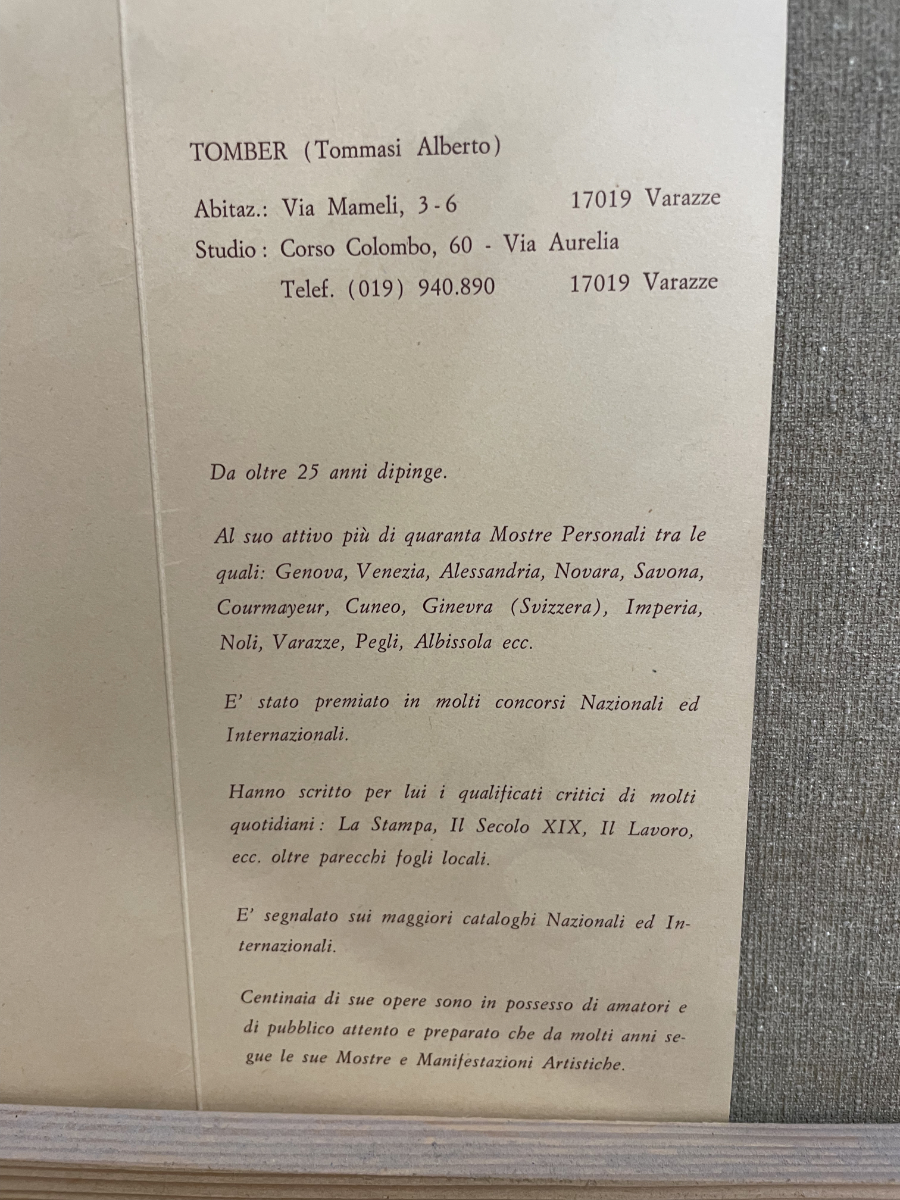 TOMBER (Tommasi Alberto)
Abitaz.: Via Mameli, 3-6 17019 Varazze
Studio : Corso Colombo, 60 - Via Aurelia
Telef. (019) 940.890 17019 Varazze
Da oltre 25 anni dipinge.
Al suo attivo più di quaranta Mostre Personali tra le
quali: Genova, Venezia, Alessandria, Novara, Savona,
Courmayeur, Cuneo, Ginevra (Svizzera), Imperia,
Noli, Varazze, Pegli, Albissola ecc.
E' stato premiato in molti concorsi Nazionali ed
Internazionali.
Hanno scritto per lui i qualificati critici di molti
quotidiani : La Stampa, Il Secolo XIX, Il Lavoro,
ecc. oltre parecchi fogli locali.
E' segnalato sui maggiori cataloghi Nazionali ed In-
ternazionali.
Centinaia di sue opere sono in possesso di amatori e
di pubblico attento e preparato che da molti anni se-
gue le sue Mostre e Manifestazioni Artistiche.